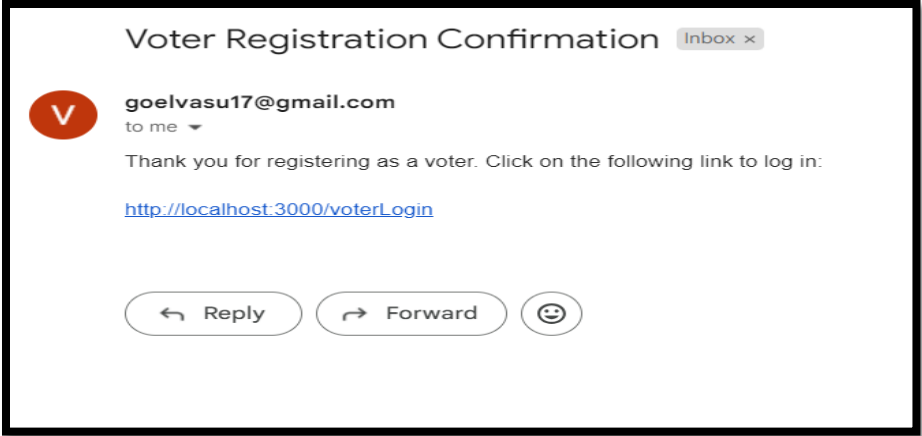 Voter Registration Confirmation Inbox ×
V
goelvasu17@gmail.com
to me
Thank you for registering as a voter. Click on the following link to log in:
http://localhost:3000/voterLogin
Reply Forward